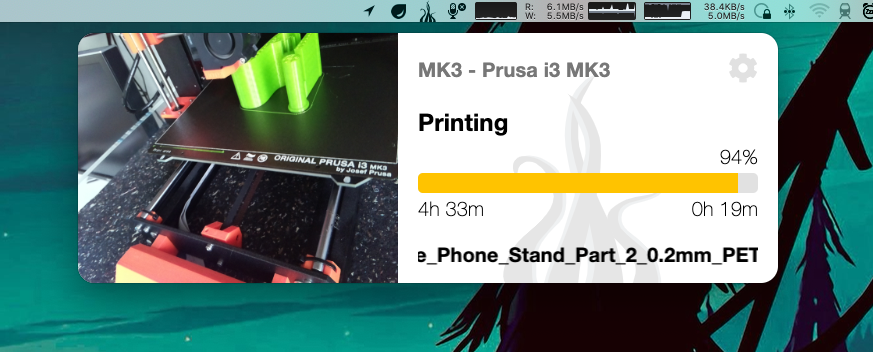 R: 6.1MB/s
W: 5.5MB/s
38.4KB/s
5.0MB/s
MK3 - Prusa i3 MK3
Printing
94%
4h 33m
0h 19m
e_Phone_Stand_Part_2_0.2mm_PET
ORIGINAL PRUSA i3 MK3
by Josef Prusa